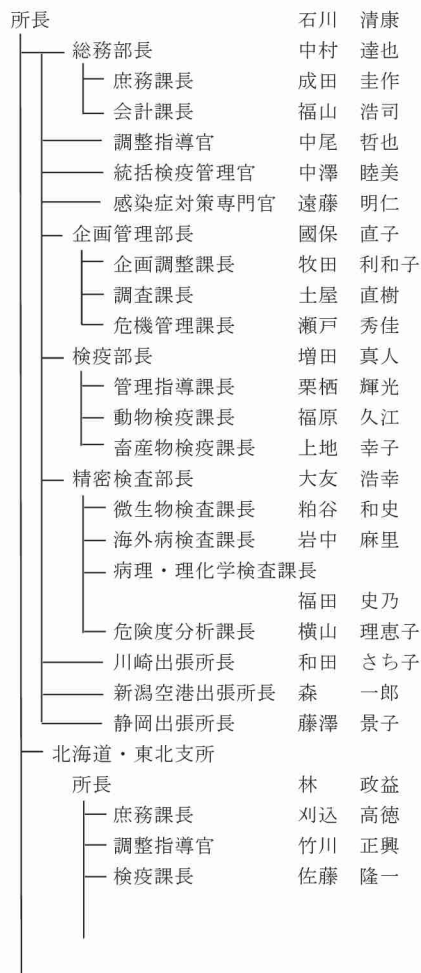 所長 石川 清康
総務部長 中村 達也
庶務課長 成田 圭作
会計課長 福山 浩司
調整指導官 中尾 哲也
統括検疫管理官 中澤 睦美
感染症対策専門官 遠藤 明仁
企画管理部長 國保 直子
企画調整課長 牧田 利和子
調査課長 土屋 直樹
危機管理課長 瀬戸 秀佳
検疫部長 増田 真人
管理指導課長 栗栖 輝光
動物検疫課長 福原 久江
畜産物検疫課長 上地 幸子
精密検査部長 大友 浩幸
微生物検査課長 粕谷 和史
海外病検査課長 岩中 麻里
病理・理化学検査課長
福田 史乃
危険度分析課長 横山 理恵子
川崎出張所長 和田 さち子
新潟空港出張所長 森 一郎
静岡出張所長 藤澤 景子
北海道・東北支所
所長 林 政益
庶務課長 刈込 高徳
調整指導官 竹川 正興
検疫課長 佐藤 隆一